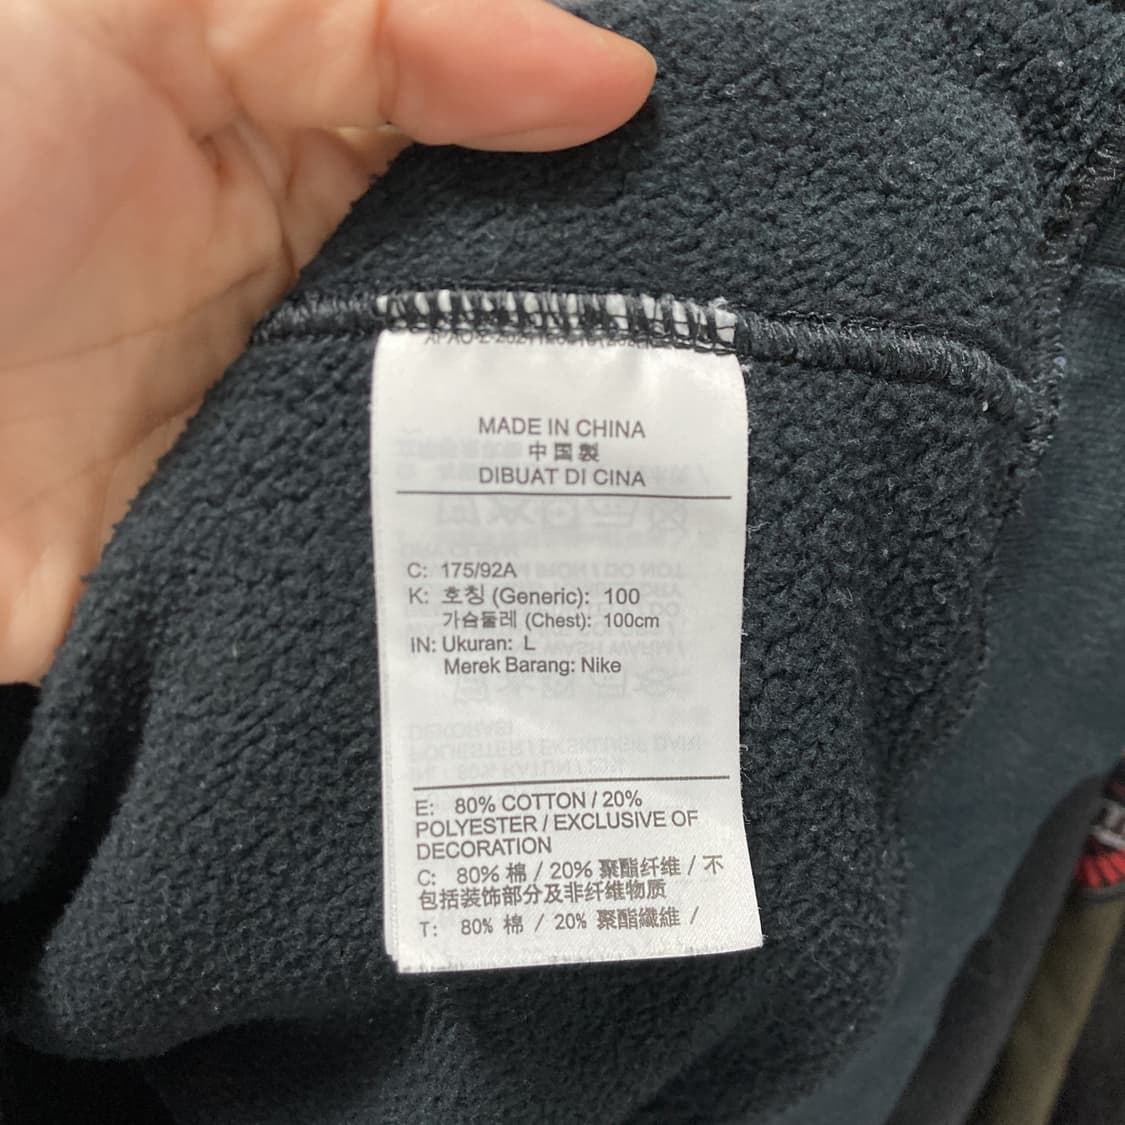 MADE IN CHINA
中国製
DIBUAT DI CINA
C: 175/92A
K: 호칭 (Generic): 100
가슴둘레 (Chest): 100cm
IN: Ukuran: L
Merek Barang: Nike
E: 80% COTTON / 20%
POLYESTER / EXCLUSIVE OF
DECORATION
C: 80% 棉 / 20% 聚酯纤维 / 不
包括装饰部分及非纤维物质
T: 80% 棉 / 20% 聚酯纖維 /